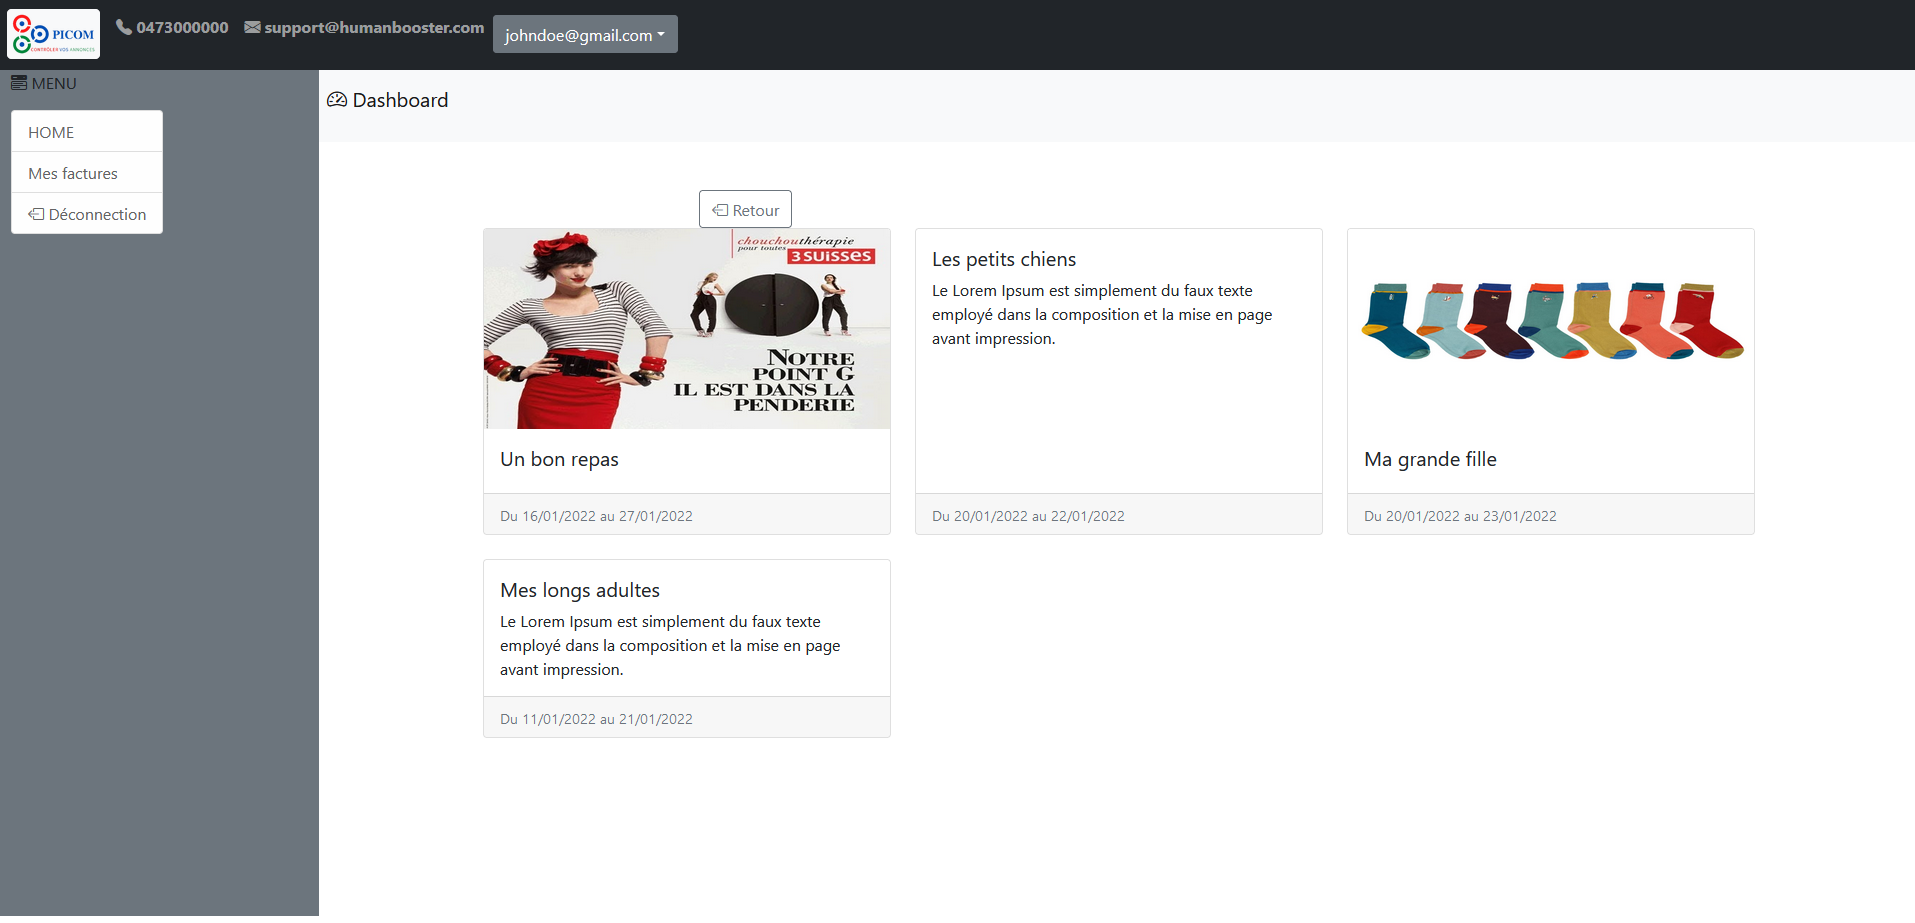 PICOM
CONTRÔLER VOS ANNONCES
0473000000
support@humanbooster.com
johndoe@gmail.com
MENU
HOME
Mes factures
Déconnection
Dashboard
Retour
chouchouthérapie
pour toutes
3 SUISSES
NOTRE
POINT G
IL EST DANS LA
PENDERIE
Un bon repas
Du 16/01/2022 au 27/01/2022
Les petits chiens
Le Lorem Ipsum est simplement du faux texte
employé dans la composition et la mise en page
avant impression.
Du 20/01/2022 au 22/01/2022
Ma grande fille
Du 20/01/2022 au 23/01/2022
Mes longs adultes
Le Lorem Ipsum est simplement du faux texte
employé dans la composition et la mise en page
avant impression.
Du 11/01/2022 au 21/01/2022